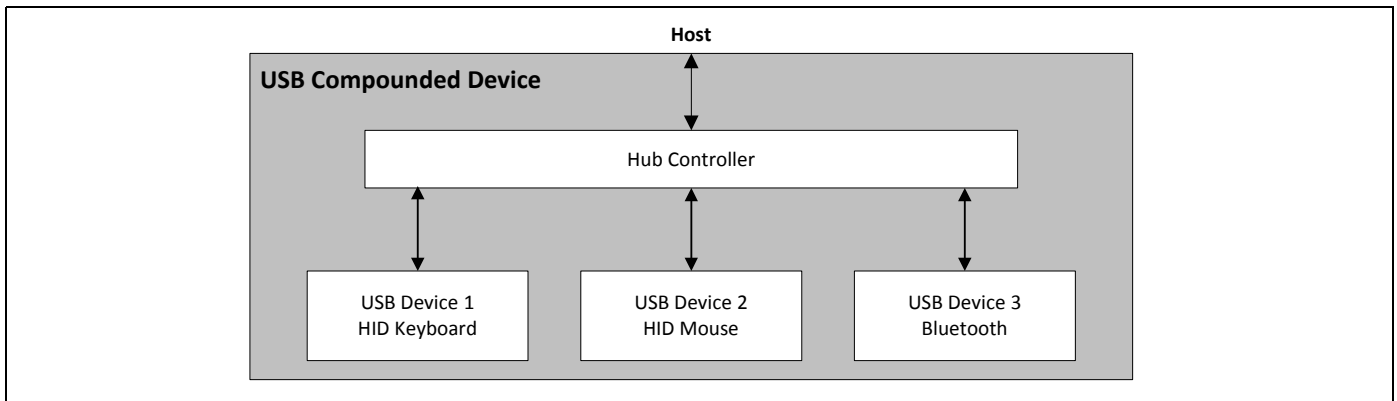 Host
USB Compounded Device
Hub Controller
USB Device 1
HID Keyboard
USB Device 2
HID Mouse
USB Device 3
Bluetooth